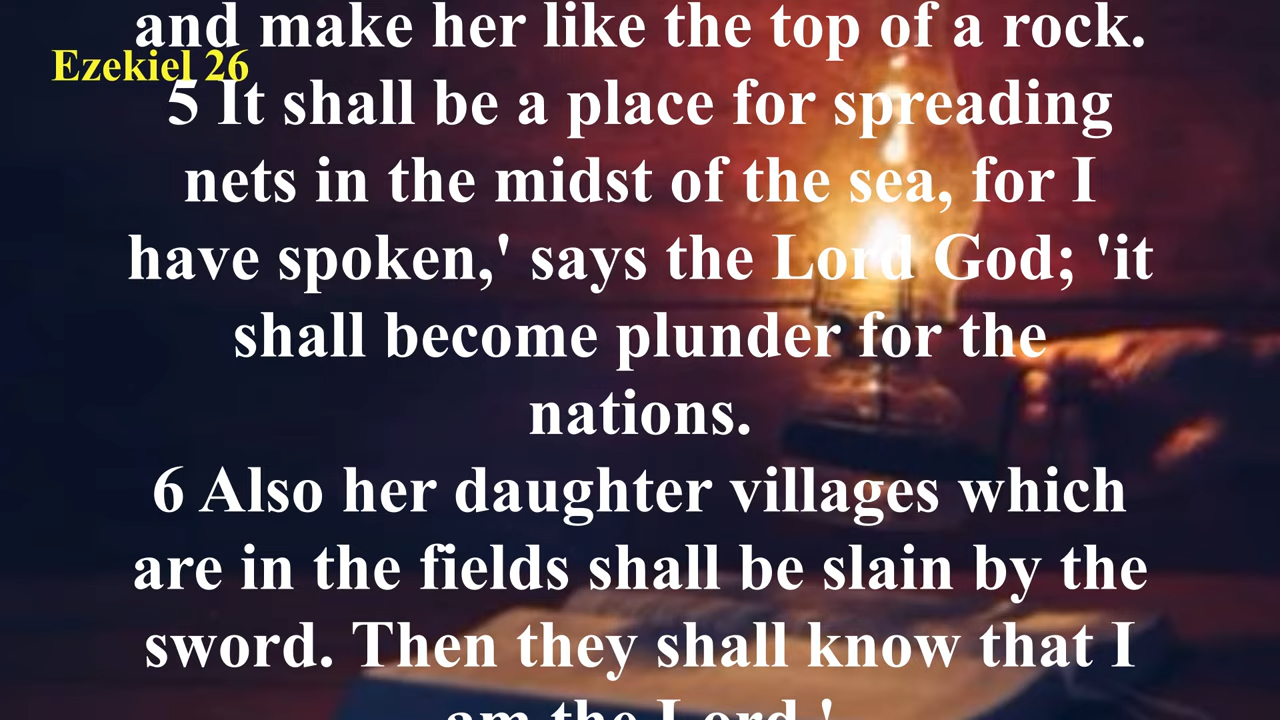 and make her like the top of a rock.
Ezekiel 26
5 It shall be a place for spreading
nets in the midst of the sea, for I
have spoken,' says the Lord God; 'it
shall become plunder for the
nations.
6 Also her daughter villages which
are in the fields shall be slain by the
sword. Then they shall know that I
am the Lord.'